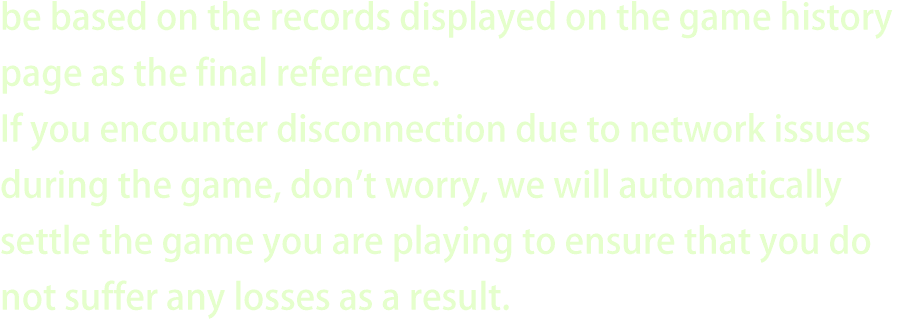 be based on the records displayed on the game history
page as the final reference.
If you encounter disconnection due to network issues
during the game, don’t worry, we will automatically
settle the game you are playing to ensure that you do
not suffer any losses as a result.